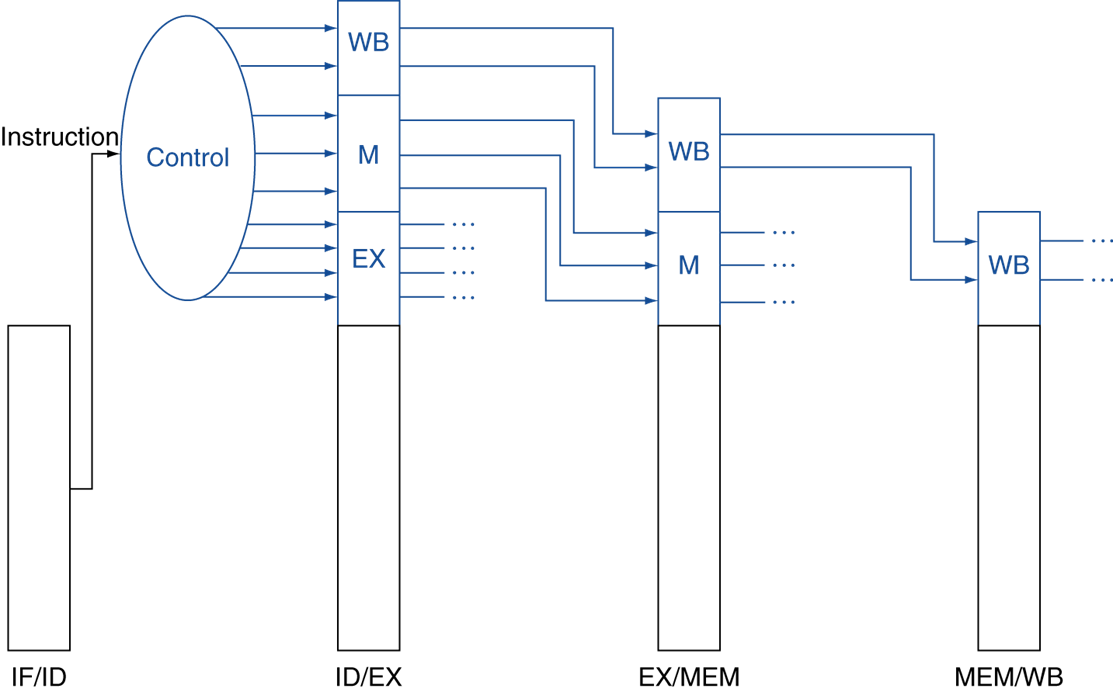 Instruction
Control
WB
M
EX
...
...
...
...
WB
M
...
...
...
WB
...
...
IF/ID
ID/EX
EX/MEM
MEM/WB